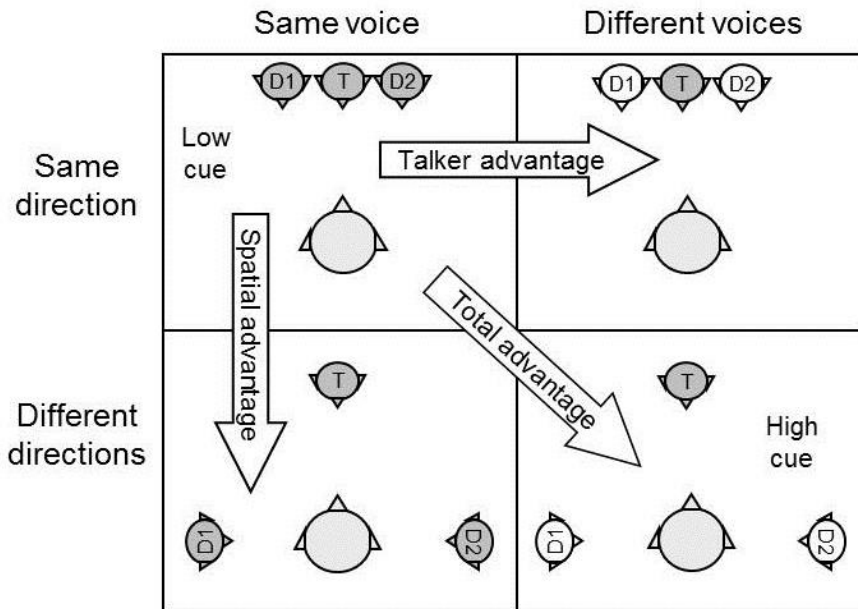 Same voice
Different voices
Same
direction
D1 T D2
Low
cue
Talker advantage
D1 T D2
Spatial advantage
Total advantage
Different
directions
T
D1
D2
T
High
cue
D1
D2